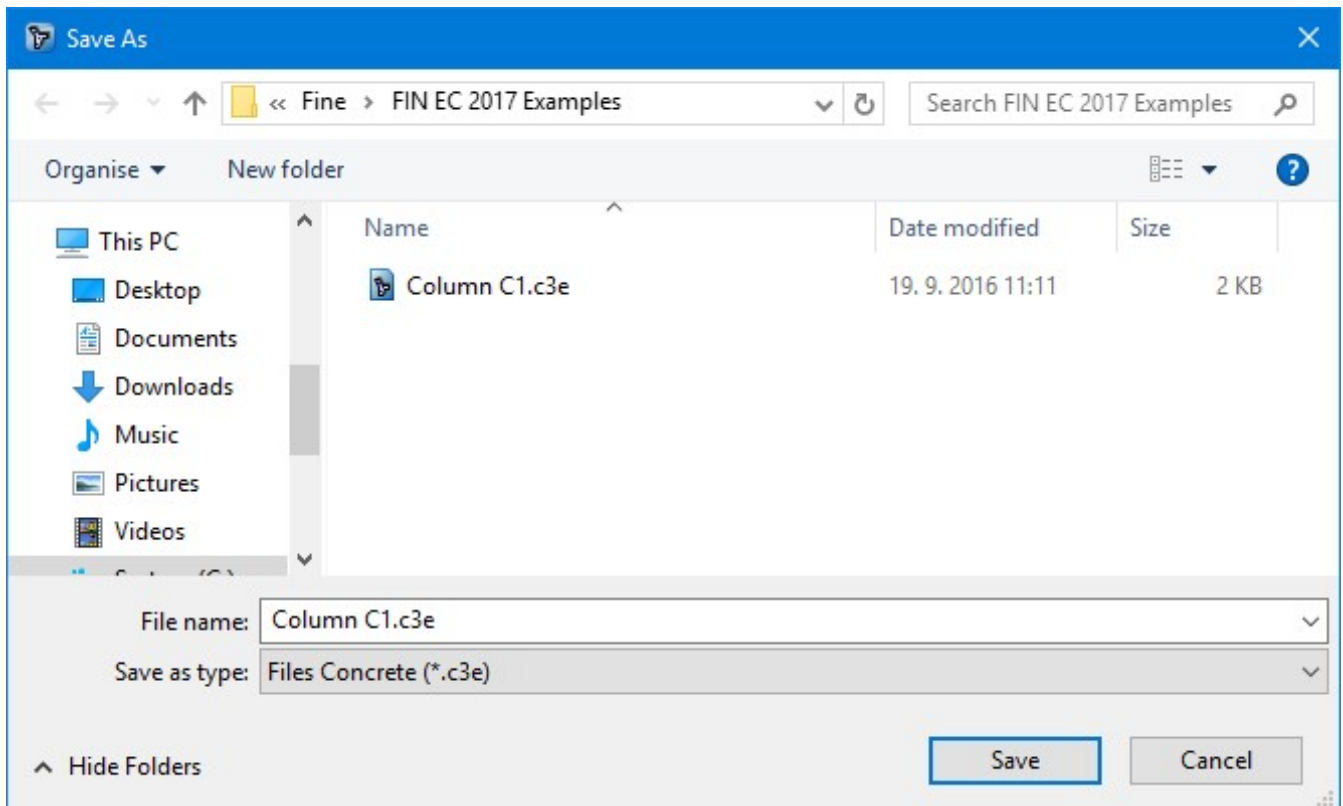 Save As
« Fine > FIN EC 2017 Examples Search FIN EC 2017 Examples
Organise New folder
Name Date modified Size
This PC
Column C1.c3e 19. 9. 2016 11:11 2 KB
Desktop
Documents
Downloads
Music
Pictures
Videos
File name: Column C1.c3e
Save as type: Files Concrete (*.c3e)
Hide Folders Save Cancel